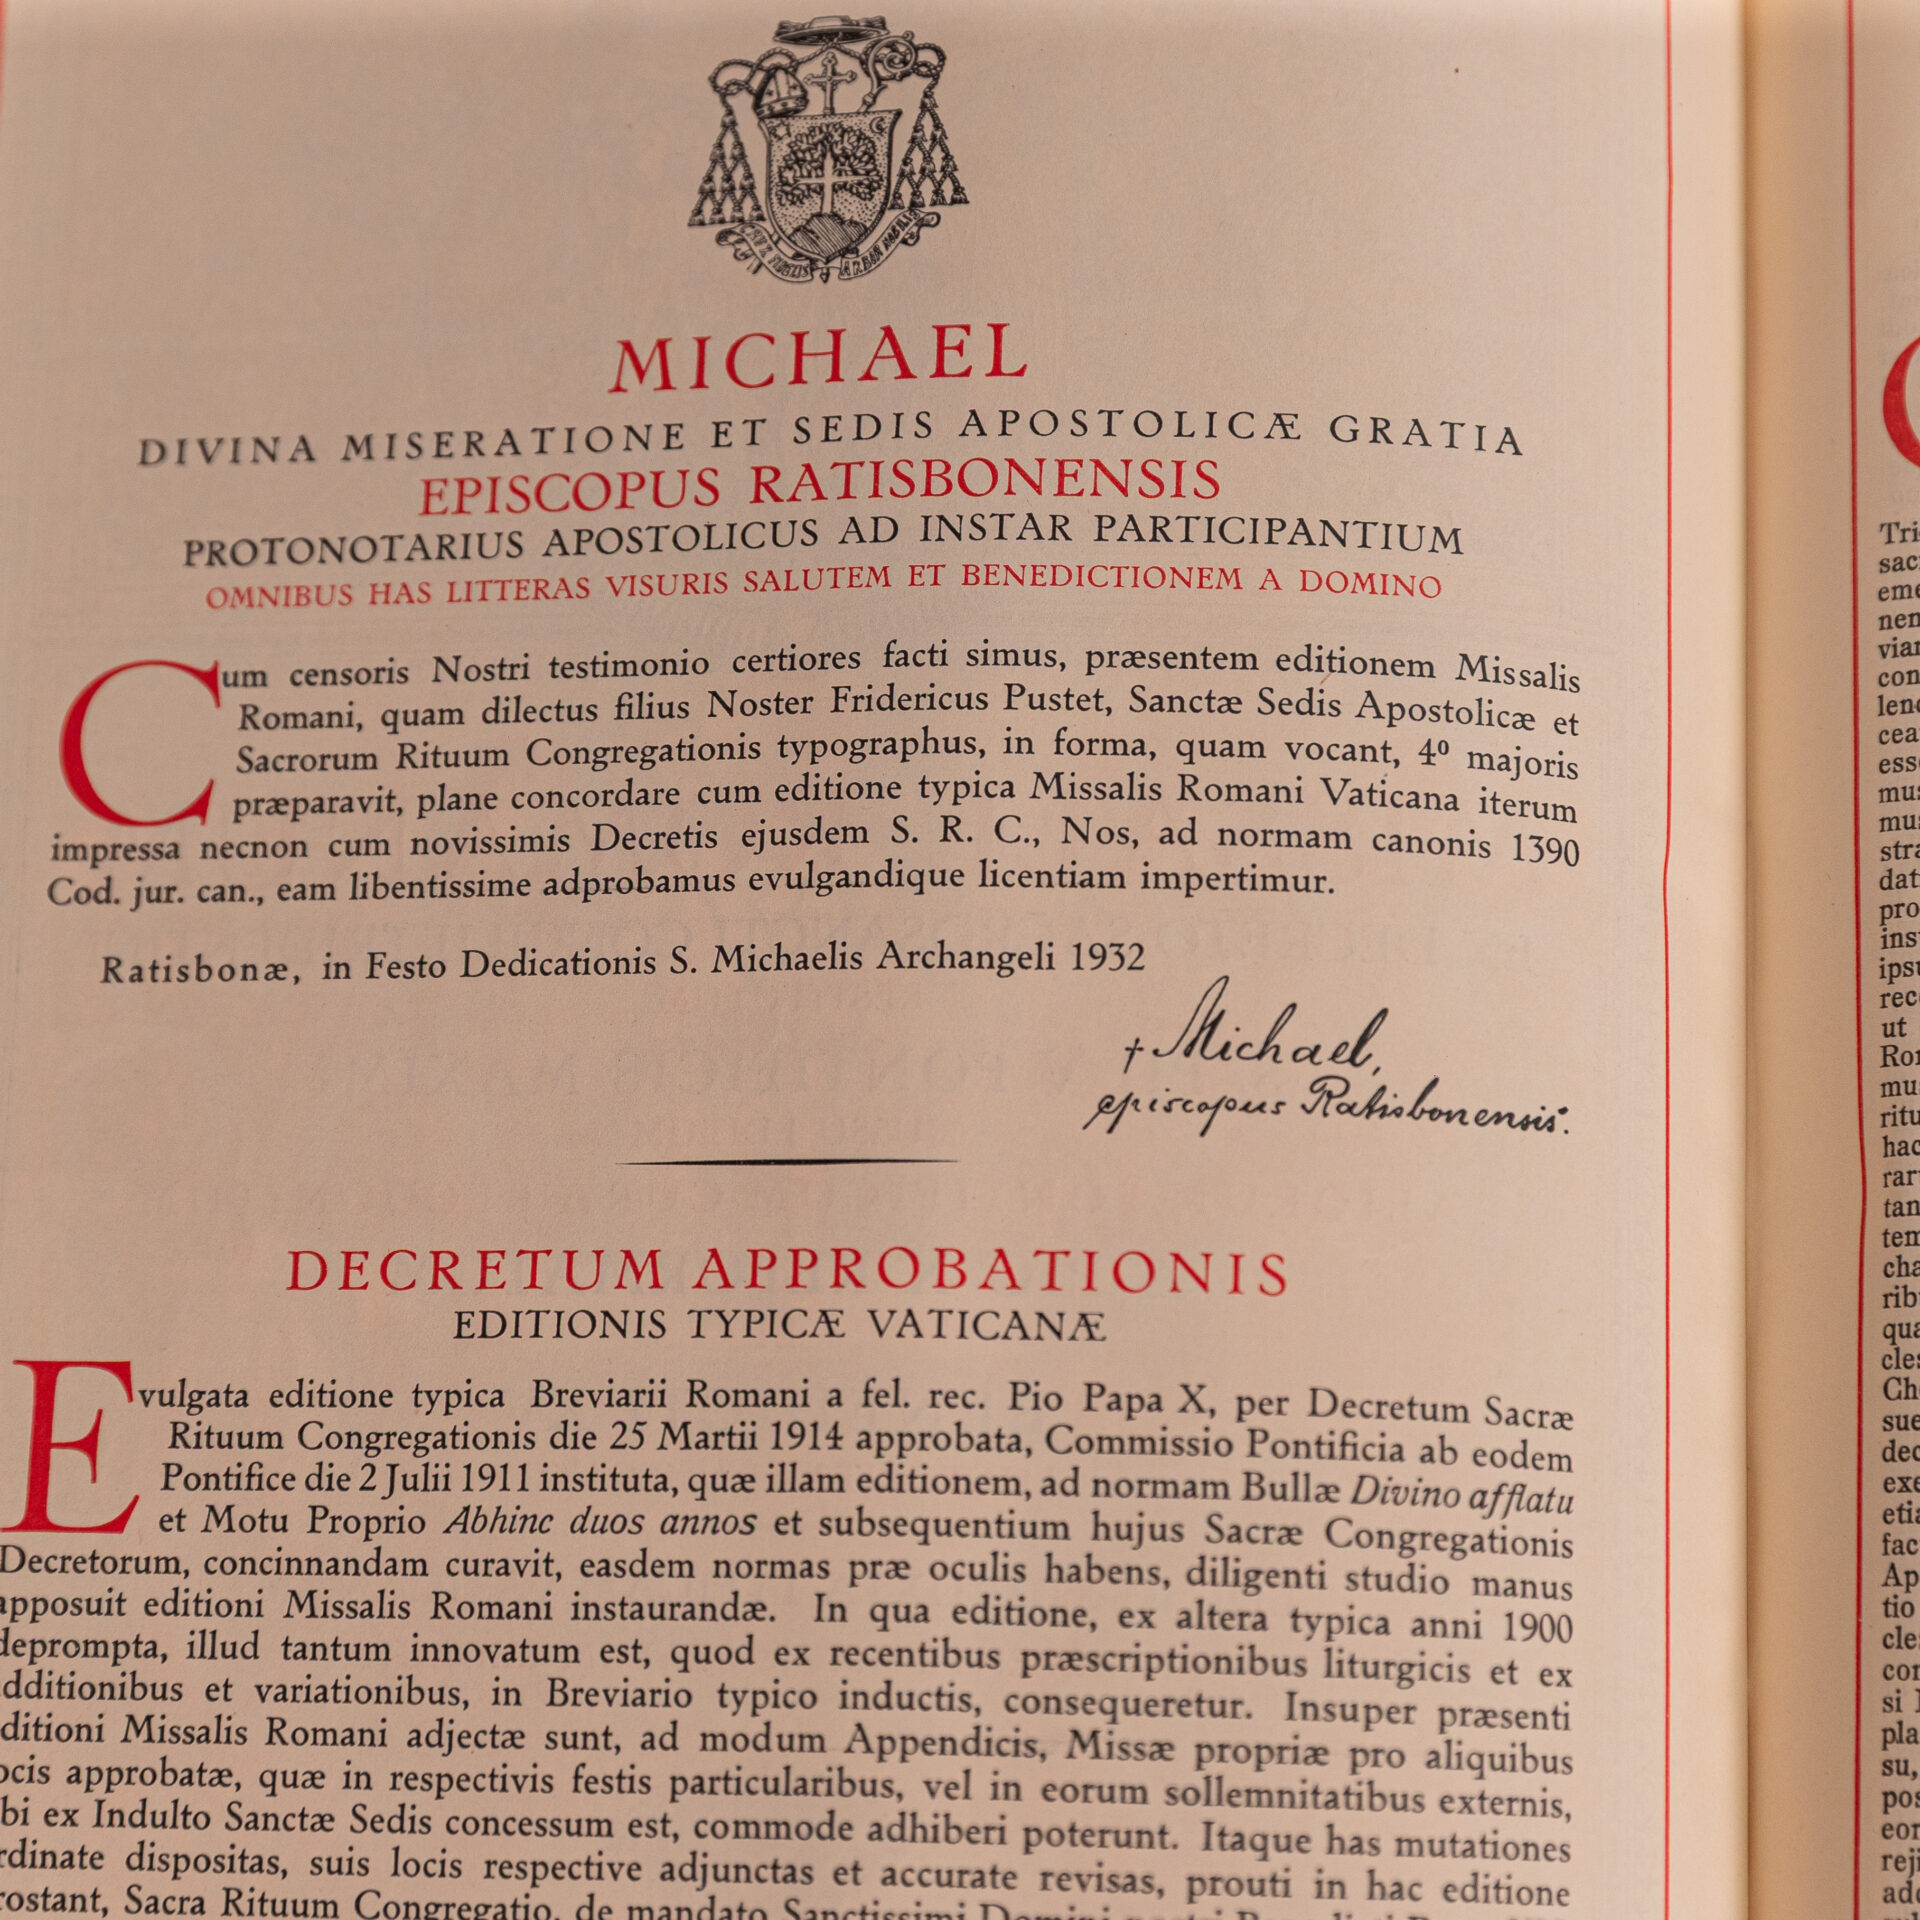 CRUX FIDELIS ARBOR NOBILIS
MICHAEL
DIVINA MISERATIONE ET SEDIS APOSTOLICÆ GRATIA
EPISCOPUS RATISBONENSIS
PROTONOTARIUS APOSTOLICUS AD INSTAR PARTICIPANTIUM
OMNIBUS HAS LITTERAS VISURIS SALUTEM ET BENEDICTIONEM A DOMINO
Cum censoris Nostri testimonio certiores facti simus, præsentem editionem Missalis
Romani, quam dilectus filius Noster Fridericus Pustet, Sanctæ Sedis Apostolicæ et
Sacrorum Rituum Congregationis typographus, in forma, quam vocant, 4º majoris
præparavit, plane concordare cum editione typica Missalis Romani Vaticana iterum
impressa necnon cum novissimis Decretis ejusdem S. R. C., Nos, ad normam canonis 1390
Cod. jur. can., eam libentissime adprobamus evulgandique licentiam impertimur.
Ratisbonæ, in Festo Dedicationis S. Michaelis Archangeli 1932
+ Michael,
episcopus Ratisbonensis.
DECRETUM APPROBATIONIS
EDITIONIS TYPICÆ VATICANÆ
Evulgata editione typica Breviarii Romani a fel. rec. Pio Papa X, per Decretum Sacræ
Rituum Congregationis die 25 Martii 1914 approbata, Commissio Pontificia ab eodem
Pontifice die 2 Julii 1911 instituta, quæ illam editionem, ad normam Bullæ Divino afflatu
et Motu Proprio Abhinc duos annos et subsequentium hujus Sacræ Congregationis
Decretorum, concinnandam curavit, easdem normas præ oculis habens, diligenti studio manus
apposuit editioni Missalis Romani instaurandæ. In qua editione, ex altera typica anni 1900
deprompta, illud tantum innovatum est, quod ex recentibus præscriptionibus liturgicis et ex
dditionibus et variationibus, in Breviario typico inductis, consequeretur. Insuper præsenti
ditioni Missalis Romani adjectæ sunt, ad modum Appendicis, Missæ propriæ pro aliquibus
ocis approbatæ, quæ in respectivis festis particularibus, vel in eorum sollemnitatibus externis,
bi ex Indulto Sanctæ Sedis concessum est, commode adhiberi poterunt. Itaque has mutationes
rdinate dispositas, suis locis respective adjunctas et accurate revisas, prouti in hac editione
rostant, Sacra Rituum Congregatio, de mandato Sanctissimi